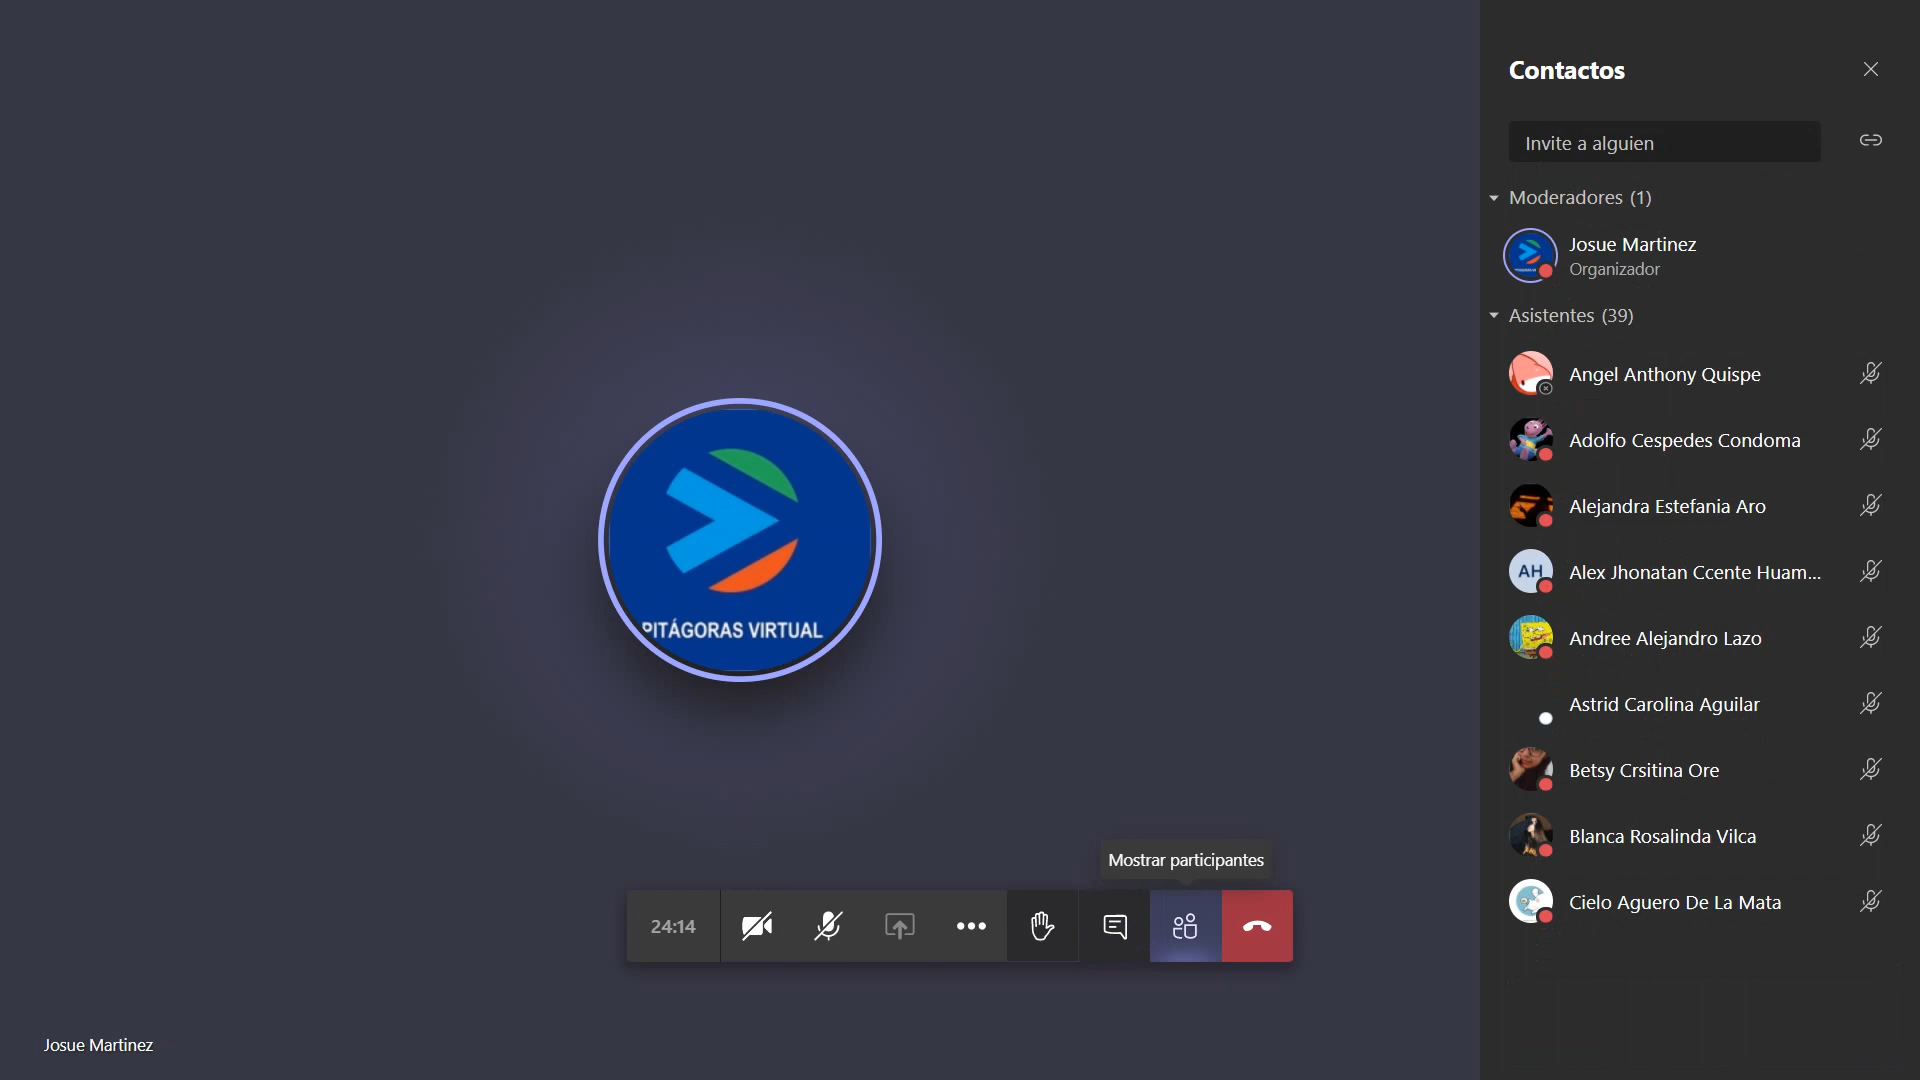 Contactos
Invite a alguien
Moderadores (1)
Josue Martinez
Organizador
Asistentes (39)
Angel Anthony Quispe
Adolfo Cespedes Condoma
Alejandra Estefania Aro
AH
Alex Jhonatan Ccente Huam...
Andree Alejandro Lazo
Astrid Carolina Aguilar
Betsy Crsitina Ore
Blanca Rosalinda Vilca
Cielo Aguero De La Mata
PITÁGORAS VIRTUAL
Mostrar participantes
24:14
Josue Martinez